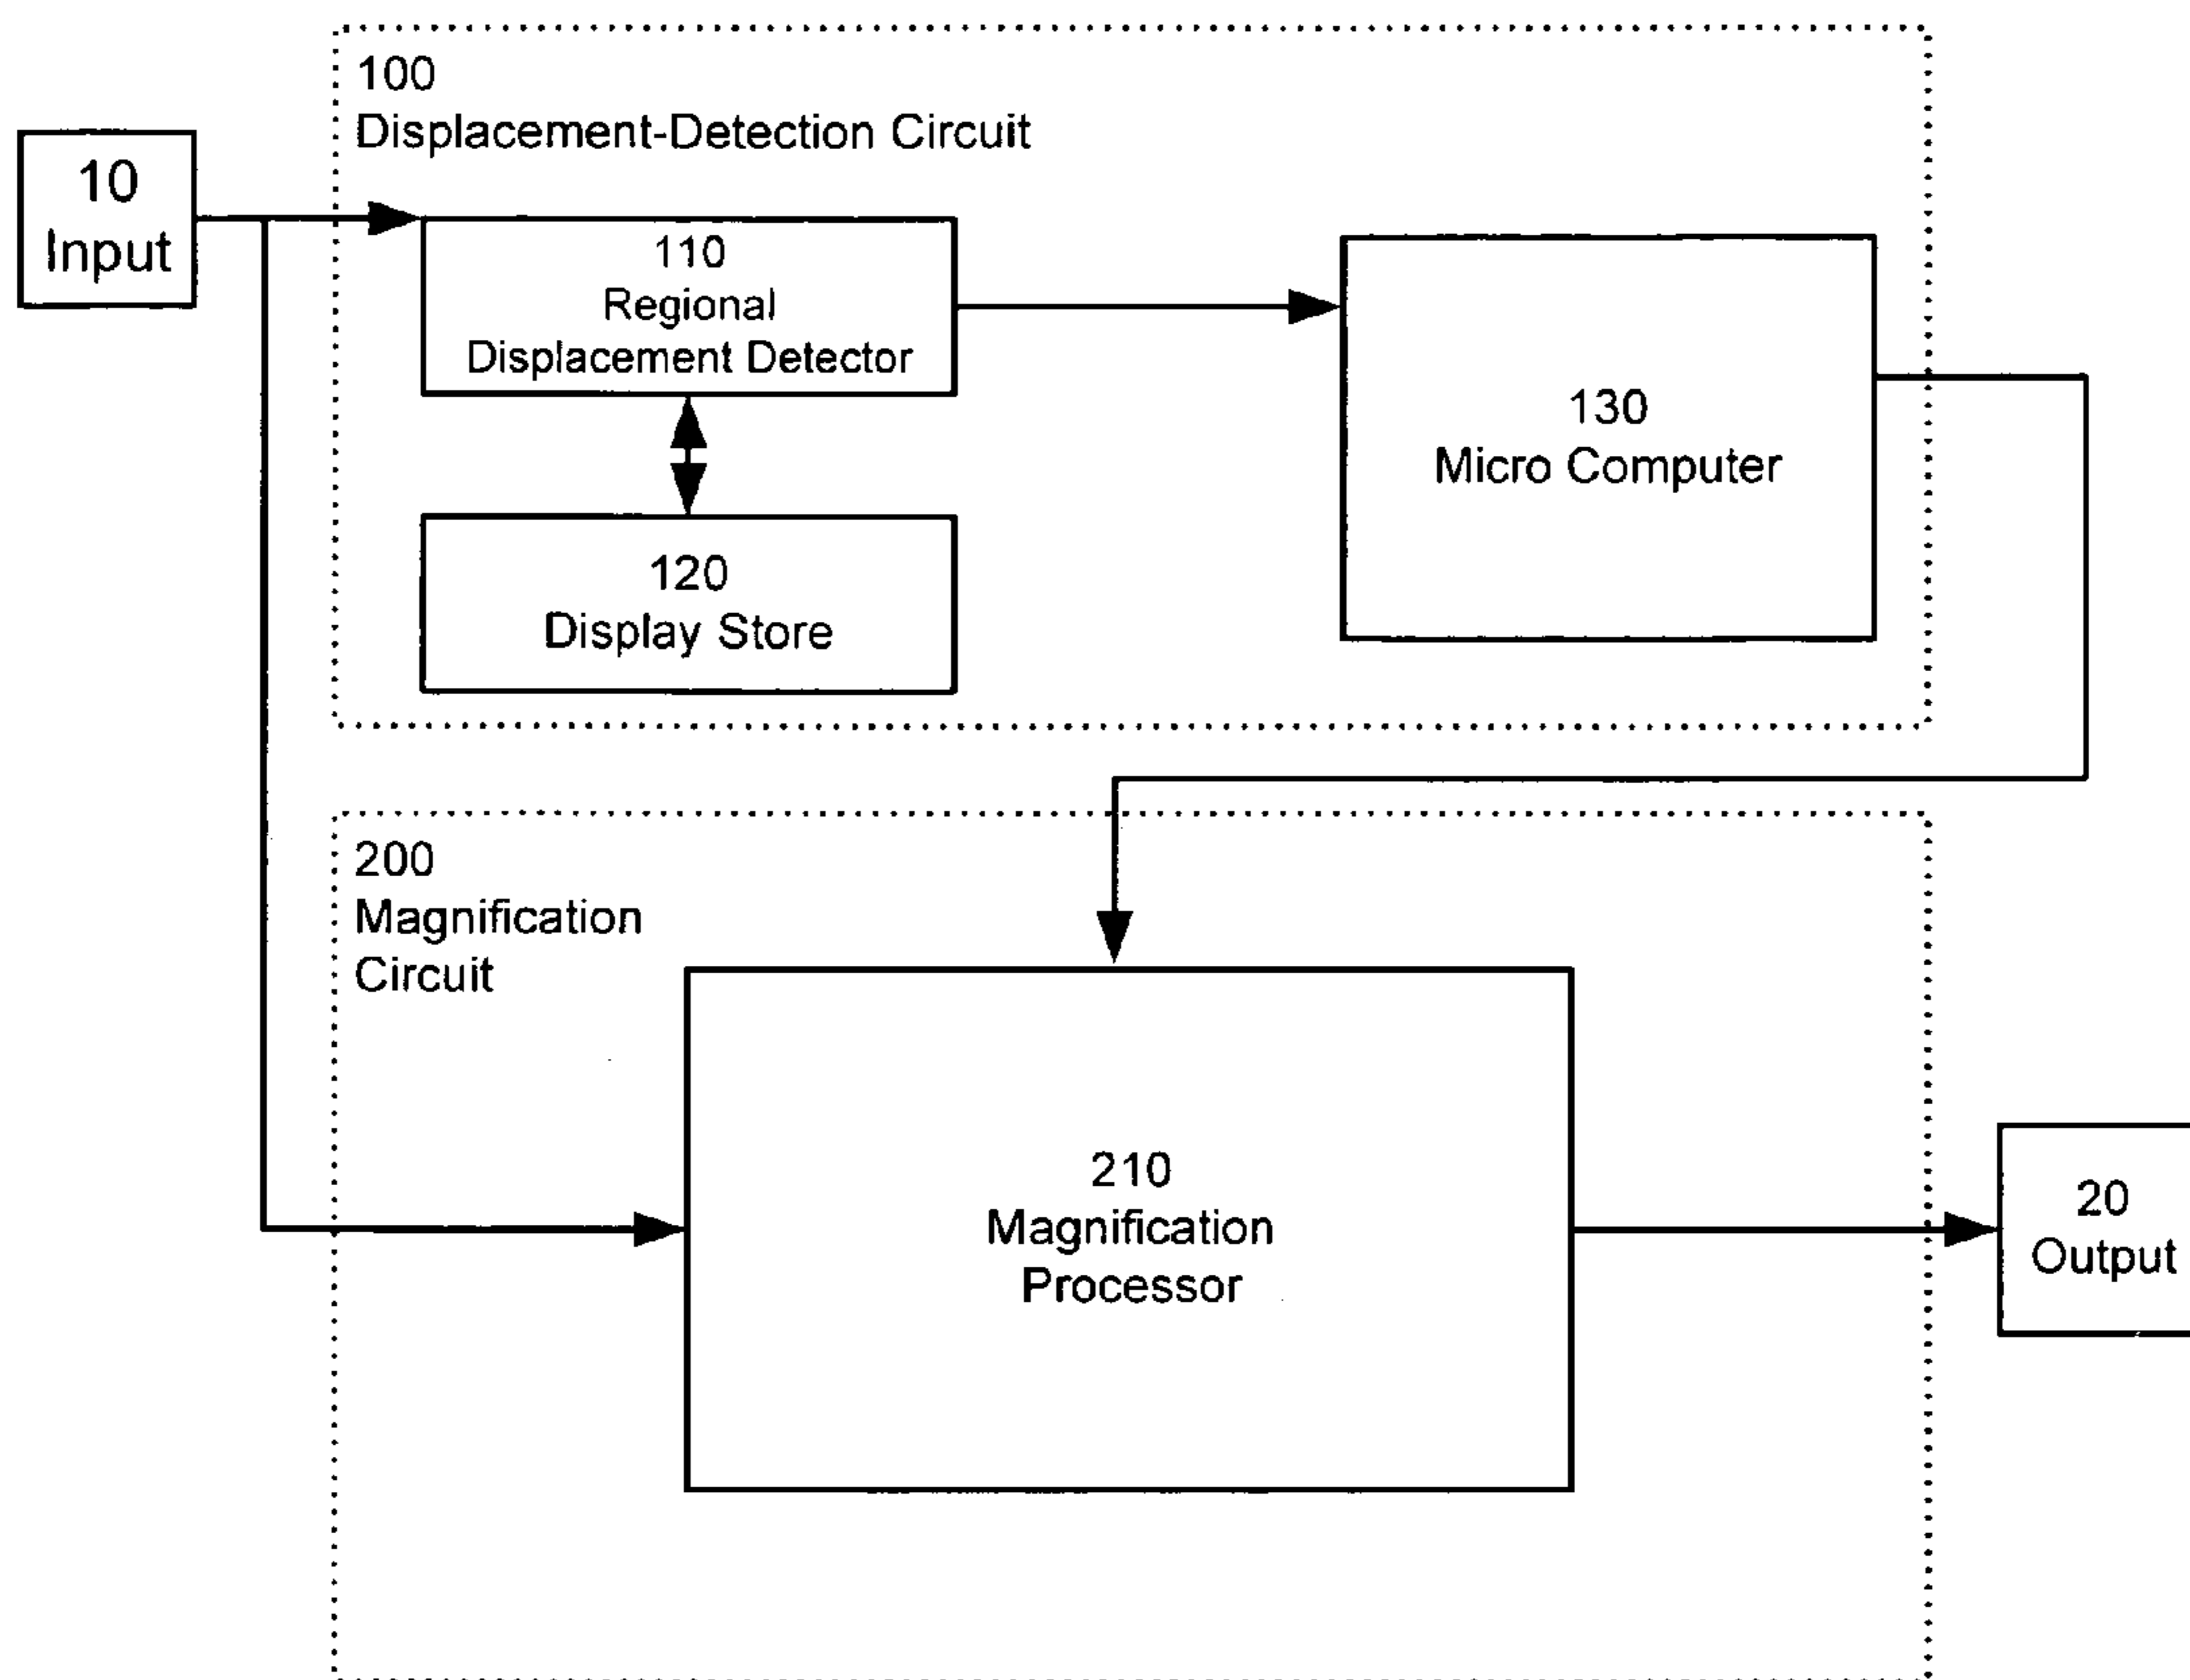 100
Displacement-Detection Circuit
10
Input
110
Regional
Displacement Detector
130
Micro Computer
120
Display Store
200
Magnification
Circuit
210
Magnification
Processor
20
Output